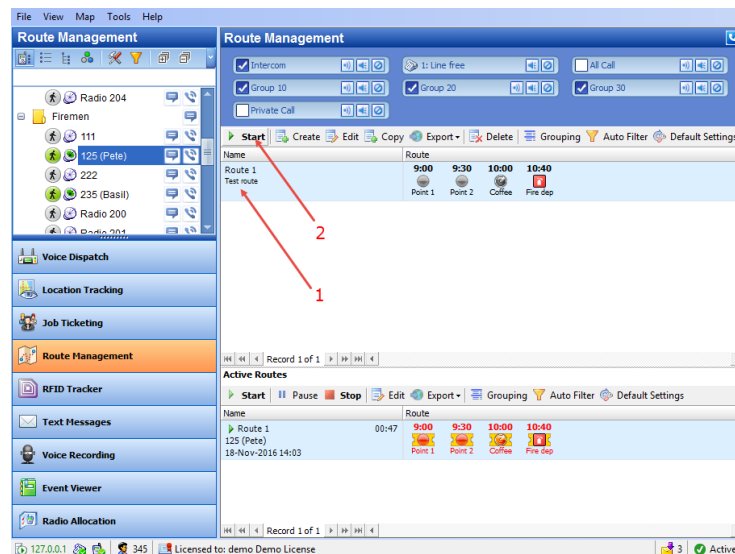 File View Map Tools Help
Route Management
Route Management
Intercom
1: Line free
All Call
Group 10
Group 20
Group 30
Private Call
Radio 204
Firemen
111
125 (Pete)
222
235 (Basil)
Radio 200
Radio 201
Start Create Edit Copy Export Delete Grouping Auto Filter Default Settings
Name Route
Route 1 9:00 9:30 10:00 10:40
Test route
Point 1 Point 2 Coffee Fire dep
2
1
Voice Dispatch
Location Tracking
Job Ticketing
Route Management
RFID Tracker
Text Messages
Voice Recording
Event Viewer
Radio Allocation
Record 1 of 1
Active Routes
Start Pause Stop Edit Export Grouping Auto Filter Default Settings
Name Route
Route 1 00:47 9:00 9:30 10:00 10:40
125 (Pete)
18-Nov-2016 14:03
Point 1 Point 2 Coffee Fire dep
Record 1 of 1
127.0.0.1 345 Licensed to: demo Demo License 3 Active